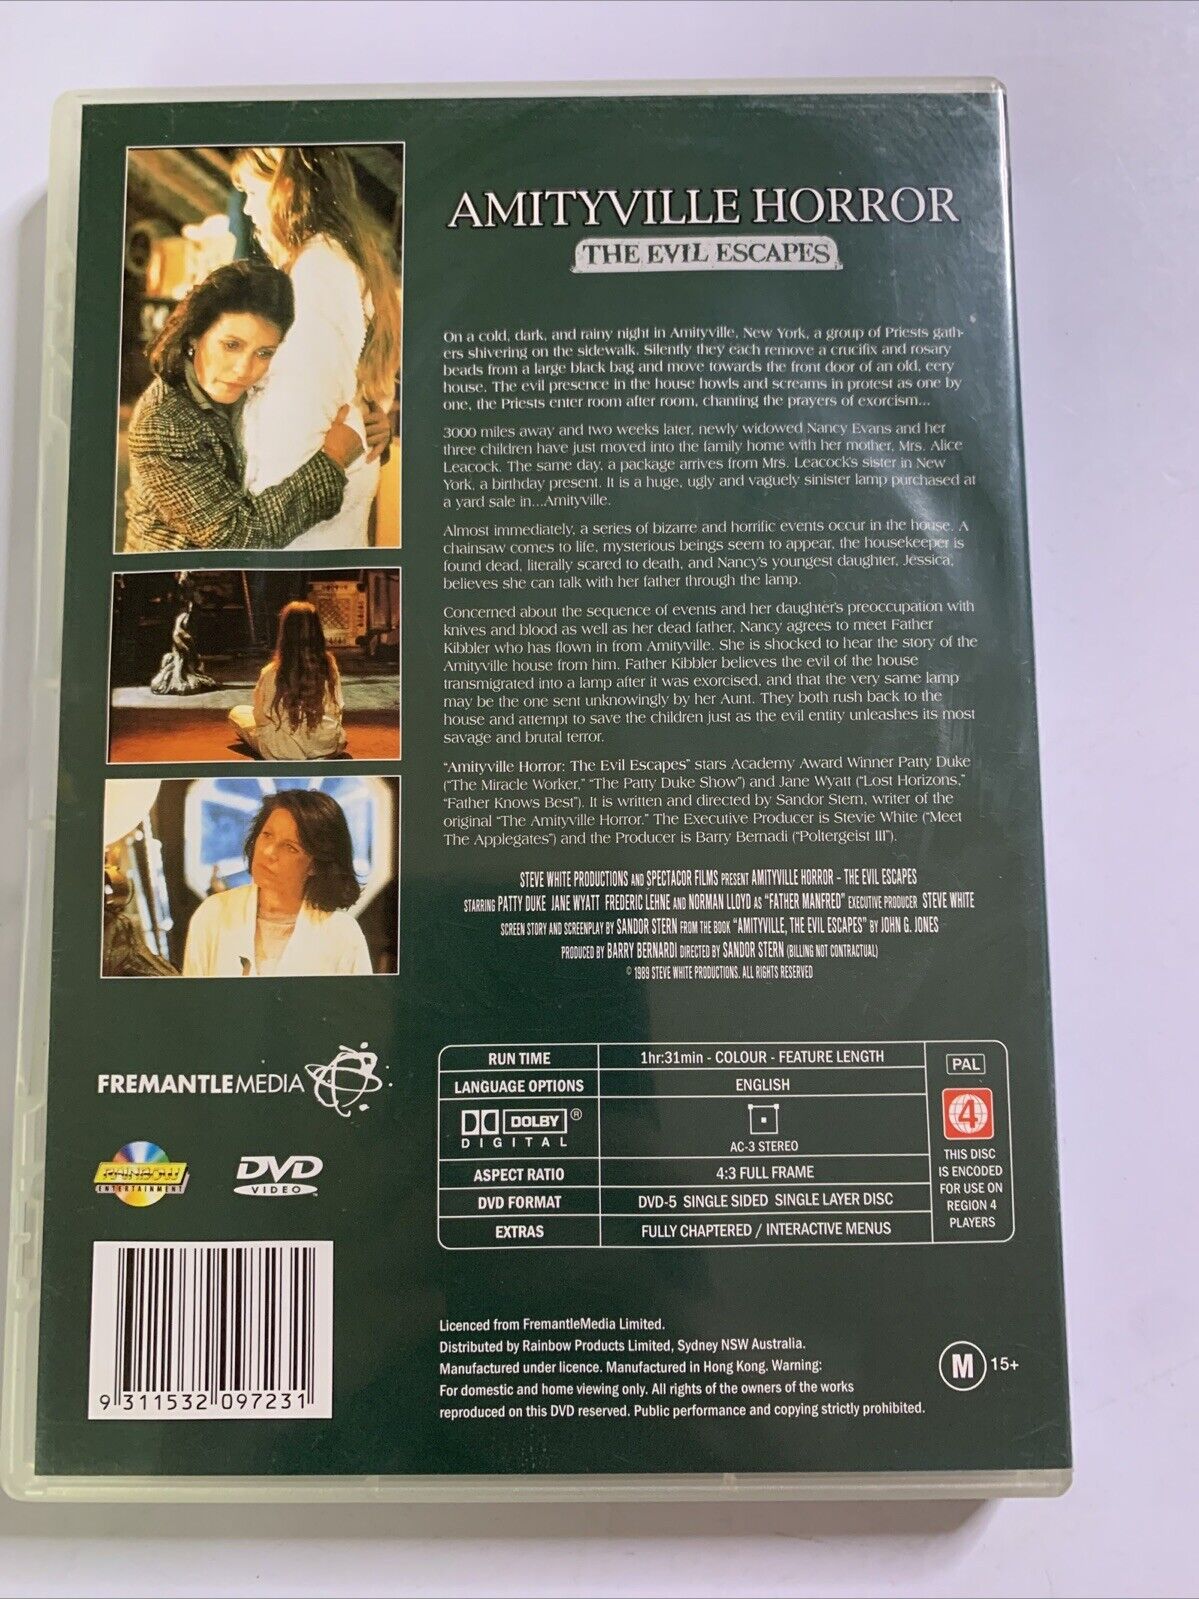 AMITYVILLE HORROR
THE EVIL ESCAPES
On a cold, dark, and rainy night in Amityville, New York, a group of Priests gath-
ers shivering on the sidewalk. Silently they each remove a crucifix and rosary
beads from a large black bag and move towards the front door of an old, eery
house. The evil presence in the house howls and screams in protest as one by
one, the Priests enter room after room, chanting the prayers of exorcism...
3000 miles away and two weeks later, newly widowed Nancy Evans and her
three children have just moved into the family home with her mother, Mrs. Alice
Leacock. The same day, a package arrives from Mrs. Leacock's sister in New
York, a birthday present. It is a huge, ugly and vaguely sinister lamp purchased at
a yard sale in....Amityville.
Almost immediately, a series of bizarre and horrific events occur in the house. A
chainsaw comes to life, mysterious beings seem to appear, the housekeeper is
found dead, literally scared to death, and Nancy's youngest daughter, Jessica,
believes she can talk with her father through the lamp.
Concerned about the sequence of events and her daughter's preoccupation with
knives and blood as well as her dead father, Nancy agrees to meet Father
Kibbler who has flown in from Amityville. She is shocked to hear the story of the
Amityville house from him. Father Kibbler believes the evil of the house
transmigrated into a lamp after it was exorcised, and that the very same lamp
may be the one sent unknowingly by her Aunt. They both rush back to the
house and attempt to save the children just as the evil entity unleashes its most
savage and brutal terror.
"Amityville Horror: The Evil Escapes" stars Academy Award Winner Patty Duke
("The Miracle Worker," "The Patty Duke Show") and Jane Wyatt ("Lost Horizons,"
"Father Knows Best"). It is written and directed by Sandor Stern, writer of the
original "The Amityville Horror." The Executive Producer is Stevie White ("Meet
The Applegates") and the Producer is Barry Bernadi ("Poltergeist III").
STEVE WHITE PRODUCTIONS AND SPECTACOR FILMS PRESENT AMITYVILLE HORROR - THE EVIL ESCAPES
STARRING PATTY DUKE JANE WYATT FREDERIC LEHNE AND NORMAN LLOYD AS "FATHER MANFRED" EXECUTIVE PRODUCER STEVE WHITE
SCREEN STORY AND SCREENPLAY BY SANDOR STERN FROM THE BOOK "AMITYVILLE, THE EVIL ESCAPES" BY JOHN G. JONES
PRODUCED BY BARRY BERNARDI DIRECTED BY SANDOR STERN (BILLING NOT CONTRACTUAL)
© 1989 STEVE WHITE PRODUCTIONS. ALL RIGHTS RESERVED
FREMANTLEMEDIA
RAINBOW
ENTERTAINMENT
DVD
VIDEO™
9 311532 097231
RUN TIME 1hr:31min - COLOUR - FEATURE LENGTH
LANGUAGE OPTIONS ENGLISH
DOLBY®
DIGITAL
AC-3 STEREO
ASPECT RATIO 4:3 FULL FRAME
DVD FORMAT DVD-5 SINGLE SIDED SINGLE LAYER DISC
EXTRAS FULLY CHAPTERED / INTERACTIVE MENUS
PAL
4
THIS DISC
IS ENCODED
FOR USE ON
REGION 4
PLAYERS
Licenced from FremantleMedia Limited.
Distributed by Rainbow Products Limited, Sydney NSW Australia.
Manufactured under licence. Manufactured in Hong Kong. Warning:
For domestic and home viewing only. All rights of the owners of the works
reproduced on this DVD reserved. Public performance and copying strictly prohibited.
M 15+